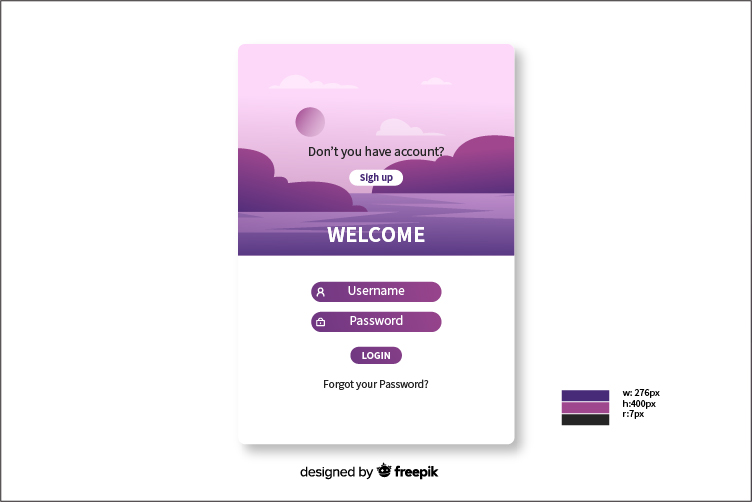 Don't you have account?
Sigh up
WELCOME
Username
Password
LOGIN
Forgot your Password?
w: 276px
h:400px
r:7px
designed by freepik